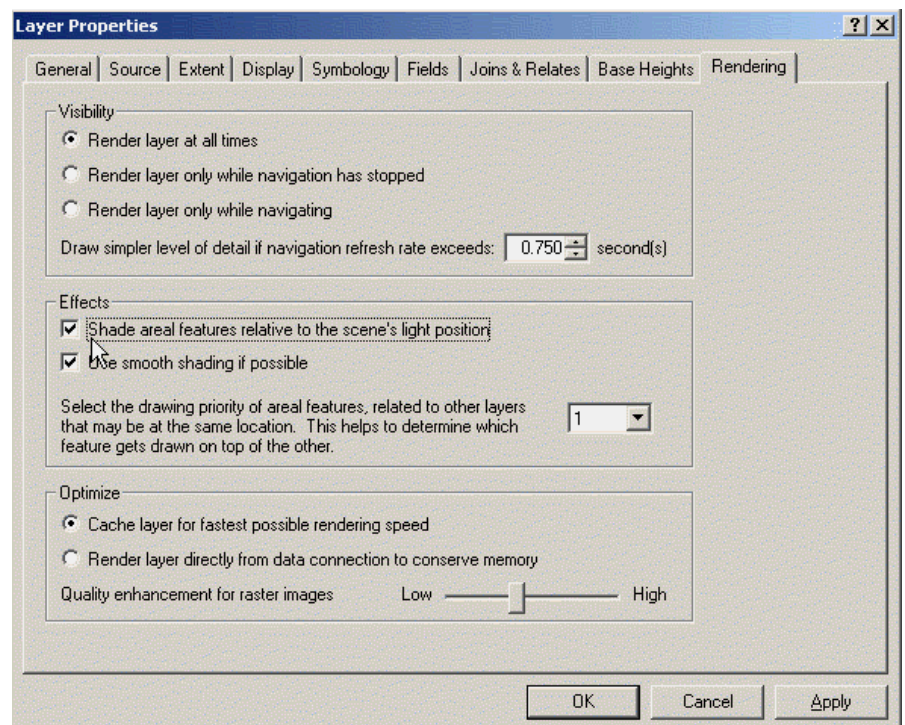 Layer Properties
General Source Extent Display Symbology Fields Joins & Relates Base Heights Rendering
Visibility
Render layer at all times
Render layer only while navigation has stopped
Render layer only while navigating
Draw simpler level of detail if navigation refresh rate exceeds: 0.750 second(s)
Effects
Shade areal features relative to the scene's light position
Use smooth shading if possible
Select the drawing priority of areal features, related to other layers
that may be at the same location. This helps to determine which
feature gets drawn on top of the other.
1
Optimize
Cache layer for fastest possible rendering speed
Render layer directly from data connection to conserve memory
Quality enhancement for raster images Low High
OK Cancel Apply